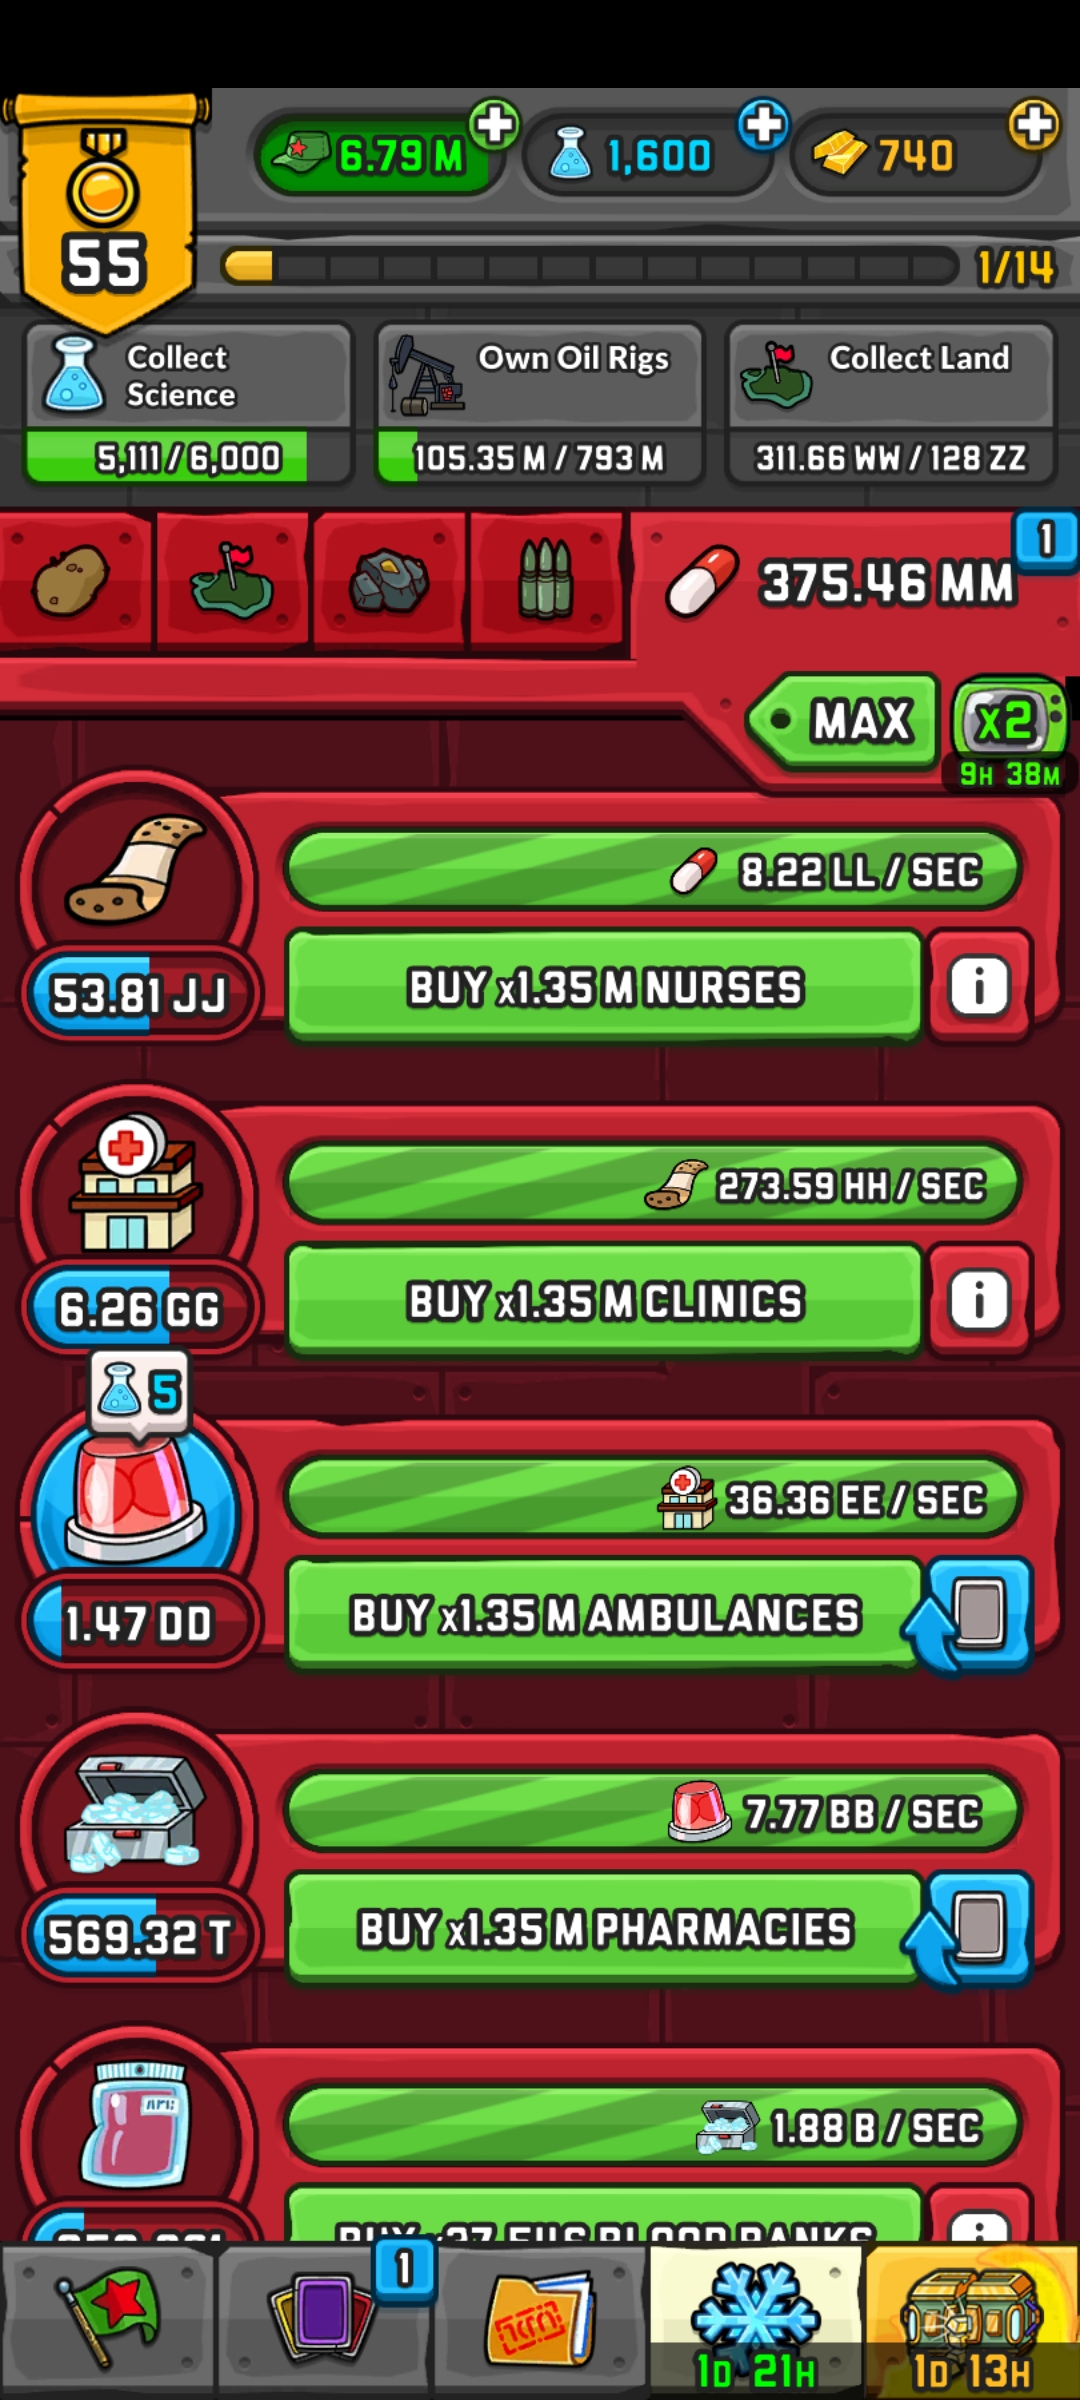 6.79 M
1,600
740
55
1/14
Collect
Science
5,111 / 6,000
Own Oil Rigs
105.35 M / 793 M
Collect Land
311.66 WW / 128 ZZ
375.46 MM
1
MAX
x2
9H 38M
8.22 LL / SEC
53.81 JJ
BUY x1.35 M NURSES
i
273.59 HH / SEC
6.26 GG
BUY x1.35 M CLINICS
i
5
36.36 EE / SEC
1.47 DD
BUY x1.35 M AMBULANCES
7.77 BB / SEC
569.32 T
BUY x1.35 M PHARMACIES
1.88 B / SEC
BLOOD BANKS
1
1D 21H
1D 13H